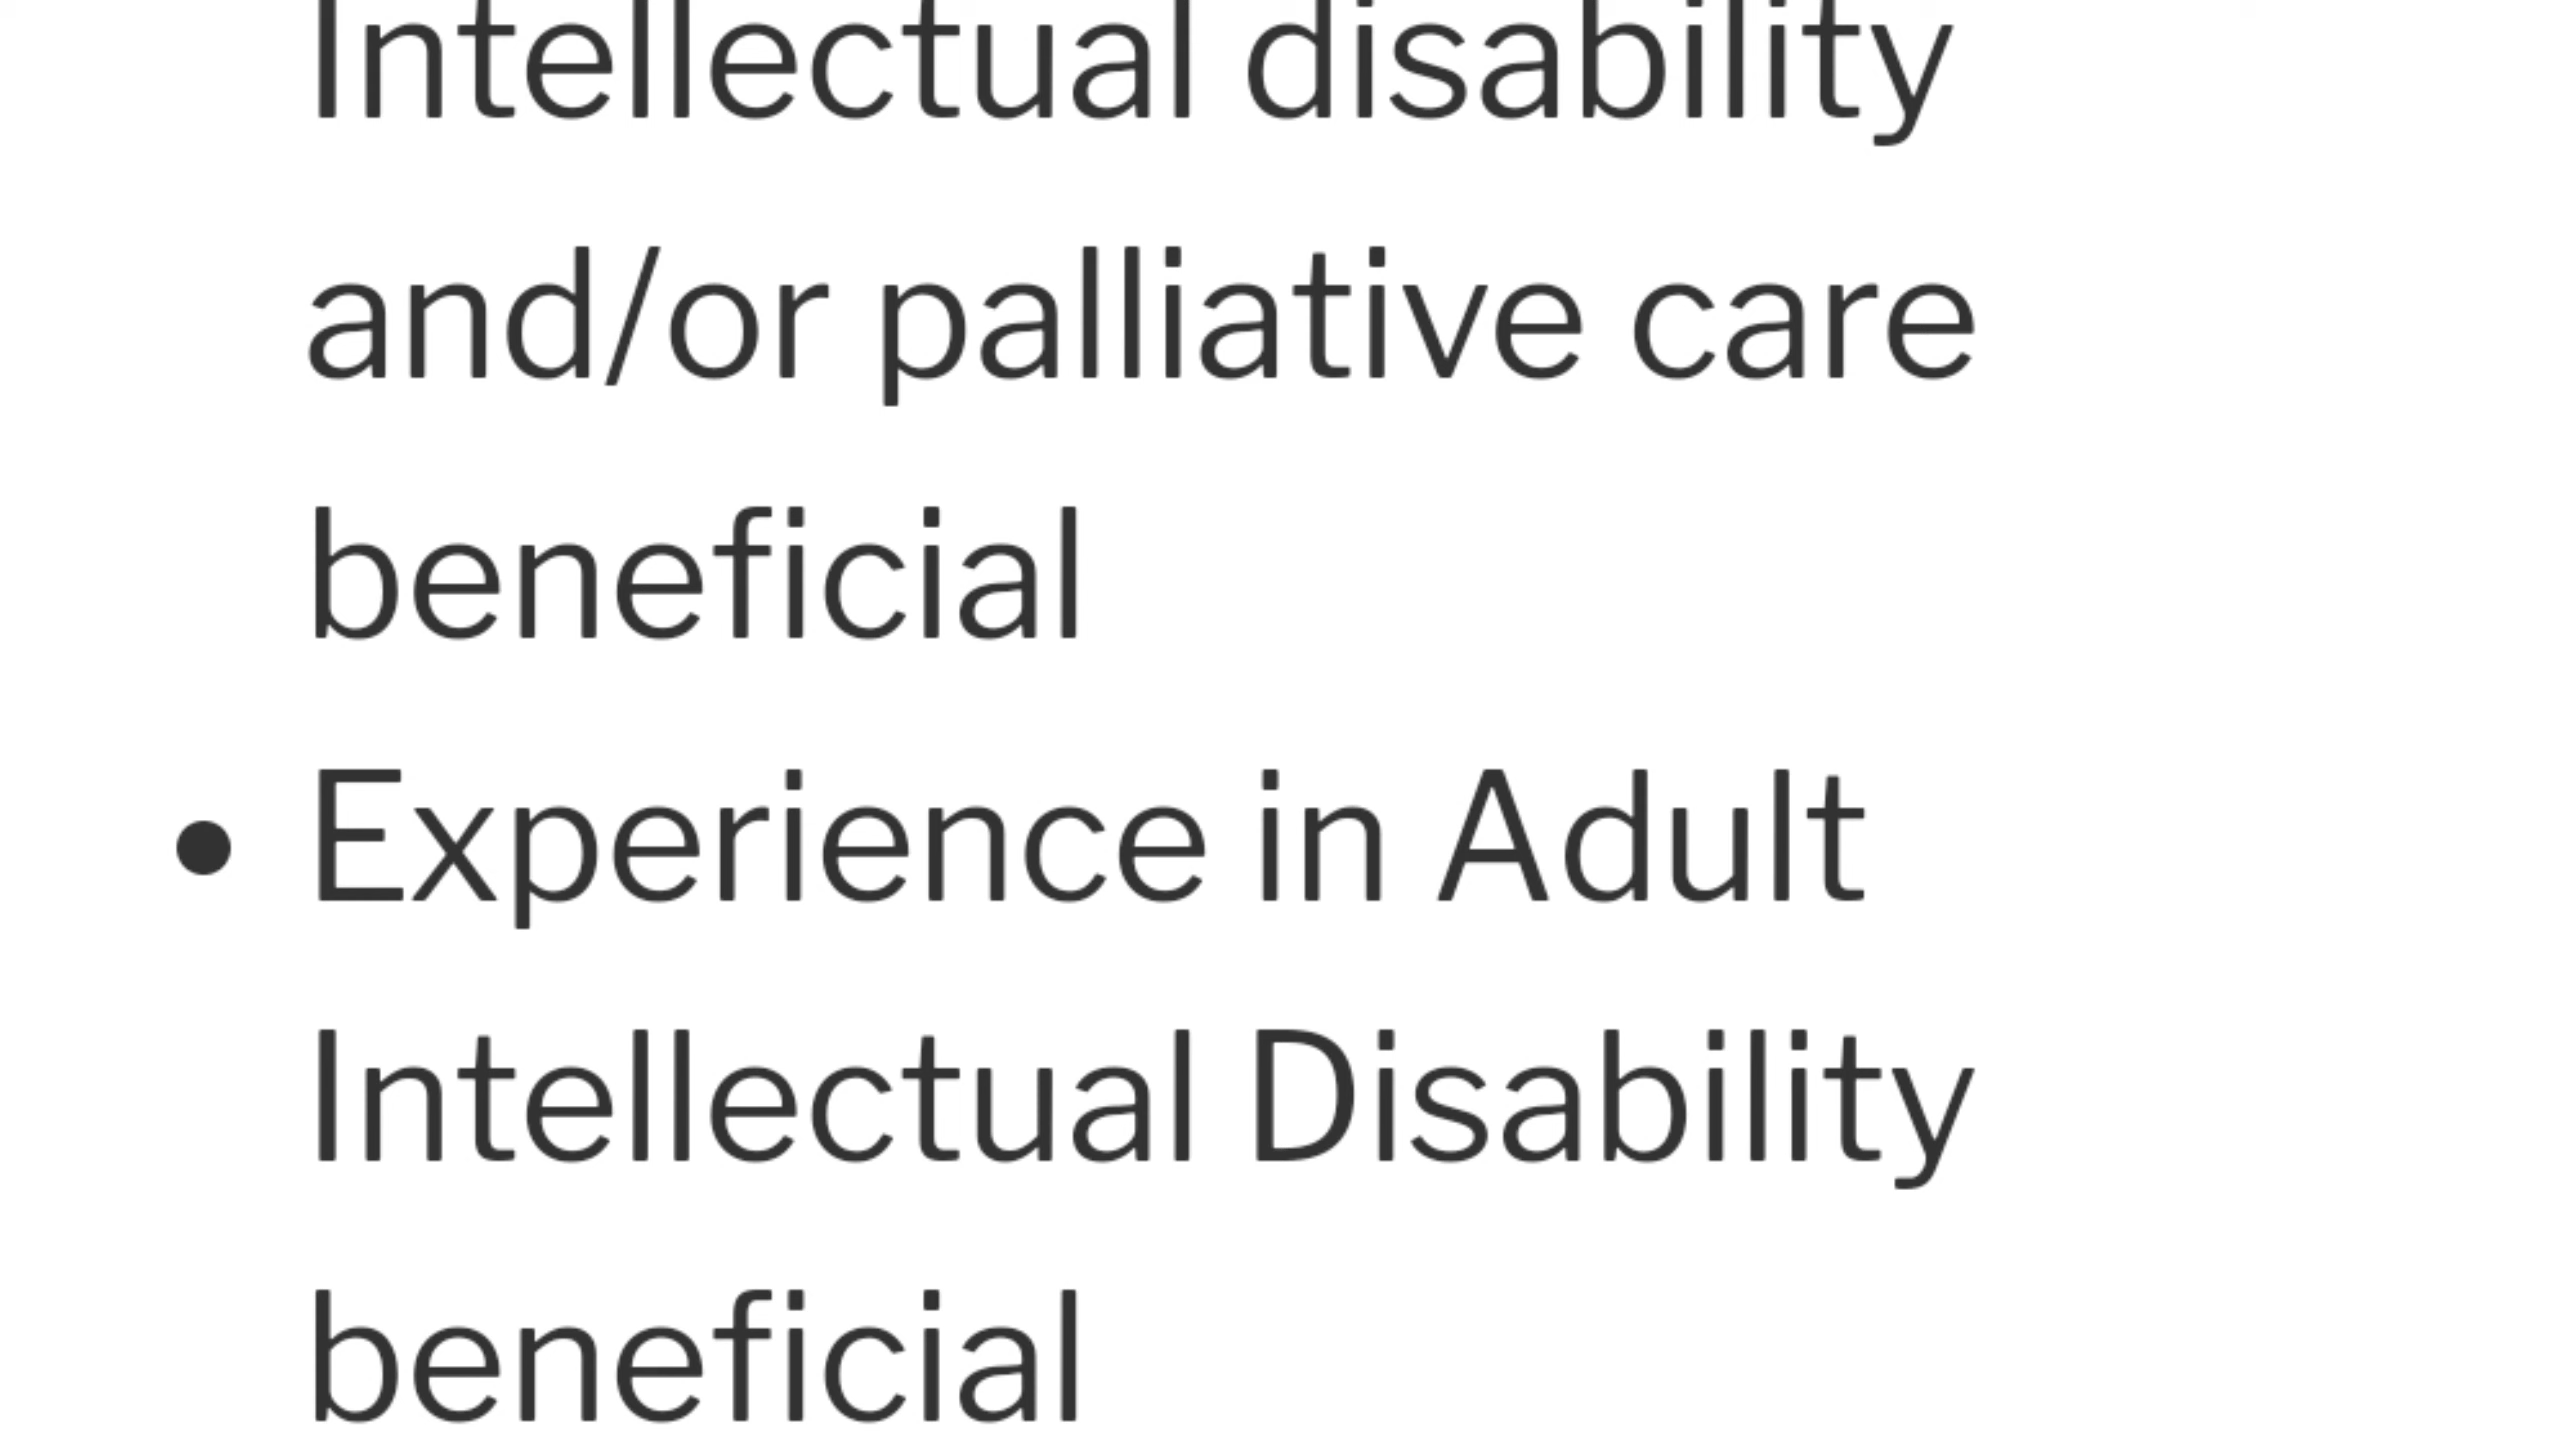 Intellectual disability
and/or palliative care
beneficial
• Experience in Adult
Intellectual Disability
beneficial